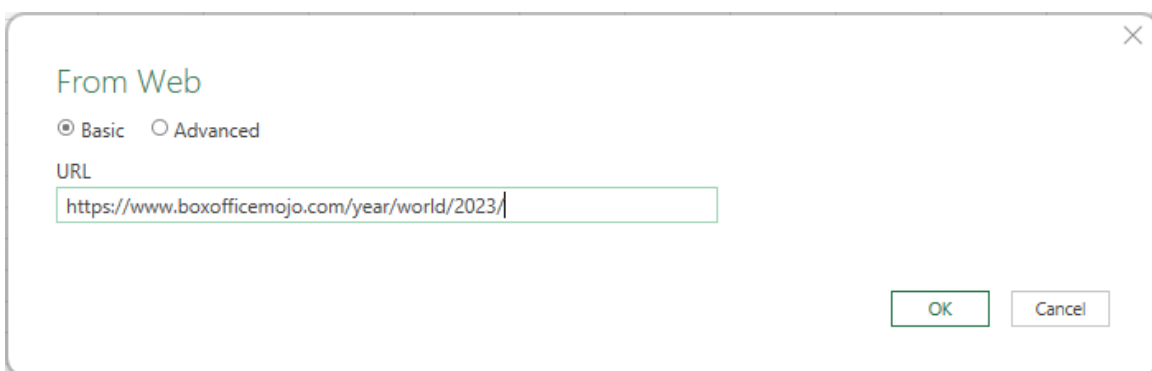 From Web
Basic Advanced
URL
https://www.boxofficemojo.com/year/world/2023/
OK Cancel